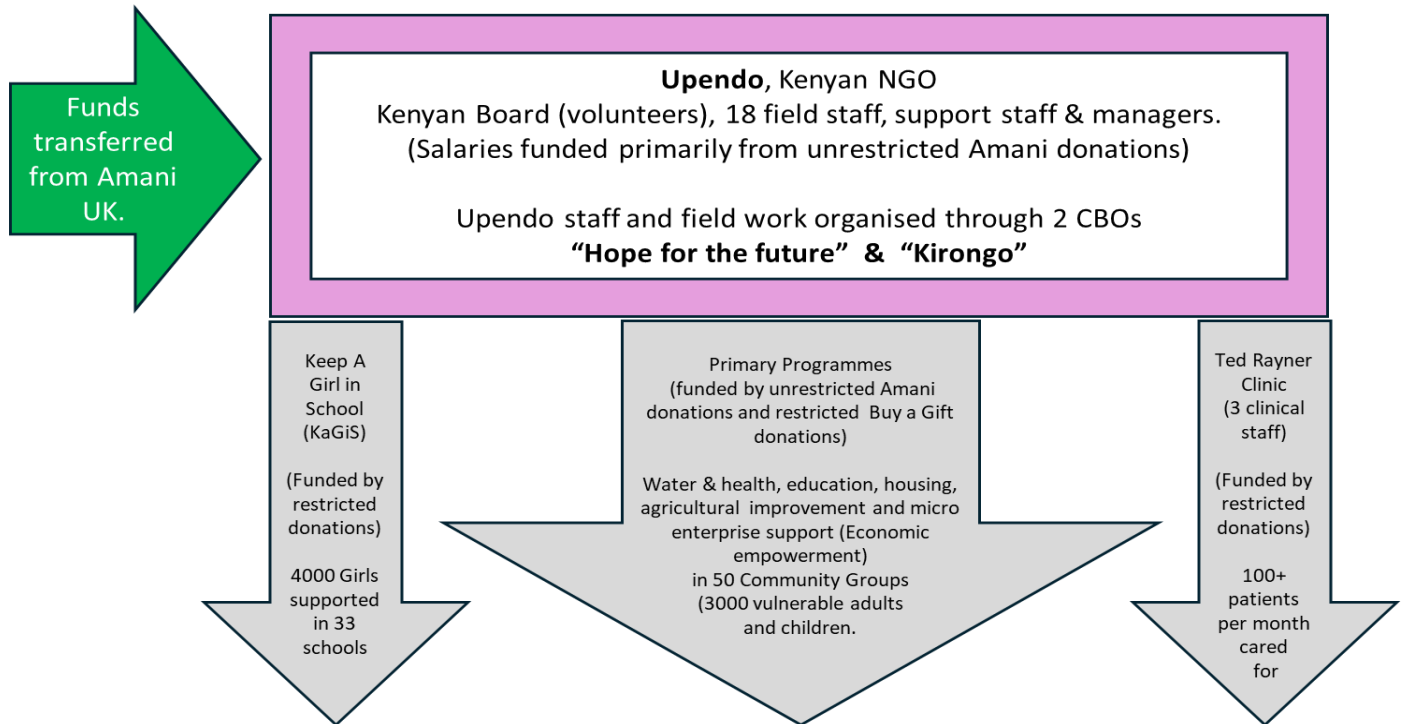 Funds
transferred
from Amani
UK.
Upendo, Kenyan NGO
Kenyan Board (volunteers), 18 field staff, support staff & managers.
(Salaries funded primarily from unrestricted Amani donations)
Upendo staff and field work organised through 2 CBOs
“Hope for the future” & “Kirongo”
Keep A
Girl in
School
(KaGiS)
(Funded by
restricted
donations)
4000 Girls
supported
in 33
schools
Primary Programmes
(funded by unrestricted Amani
donations and restricted Buy a Gift
donations)
Water & health, education, housing,
agricultural improvement and micro
enterprise support (Economic
empowerment)
in 50 Community Groups
(3000 vulnerable adults
and children.
Ted Rayner
Clinic
(3 clinical
staff)
(Funded by
restricted
donations)
100+
patients
per month
cared
for